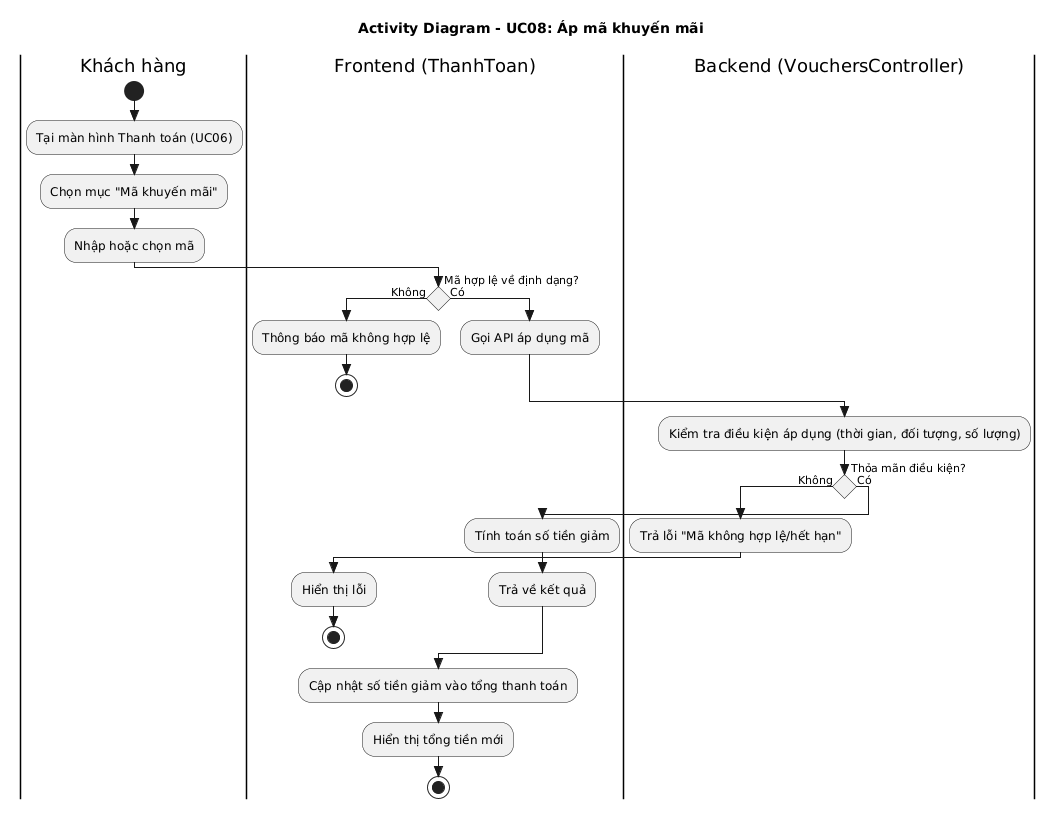 Activity Diagram - UC08: Áp mã khuyến mãi
Khách hàng
Frontend (ThanhToan)
Backend (VouchersController)
Tại màn hình Thanh toán (UC06)
Chọn mục "Mã khuyến mãi"
Nhập hoặc chọn mã
Mã hợp lệ về định dạng?
Không
Có
Thông báo mã không hợp lệ
Gọi API áp dụng mã
Kiểm tra điều kiện áp dụng (thời gian, đối tượng, số lượng)
Thỏa mãn điều kiện?
Không
Có
Tính toán số tiền giảm
Trả lỗi "Mã không hợp lệ/hết hạn"
Hiển thị lỗi
Trả về kết quả
Cập nhật số tiền giảm vào tổng thanh toán
Hiển thị tổng tiền mới